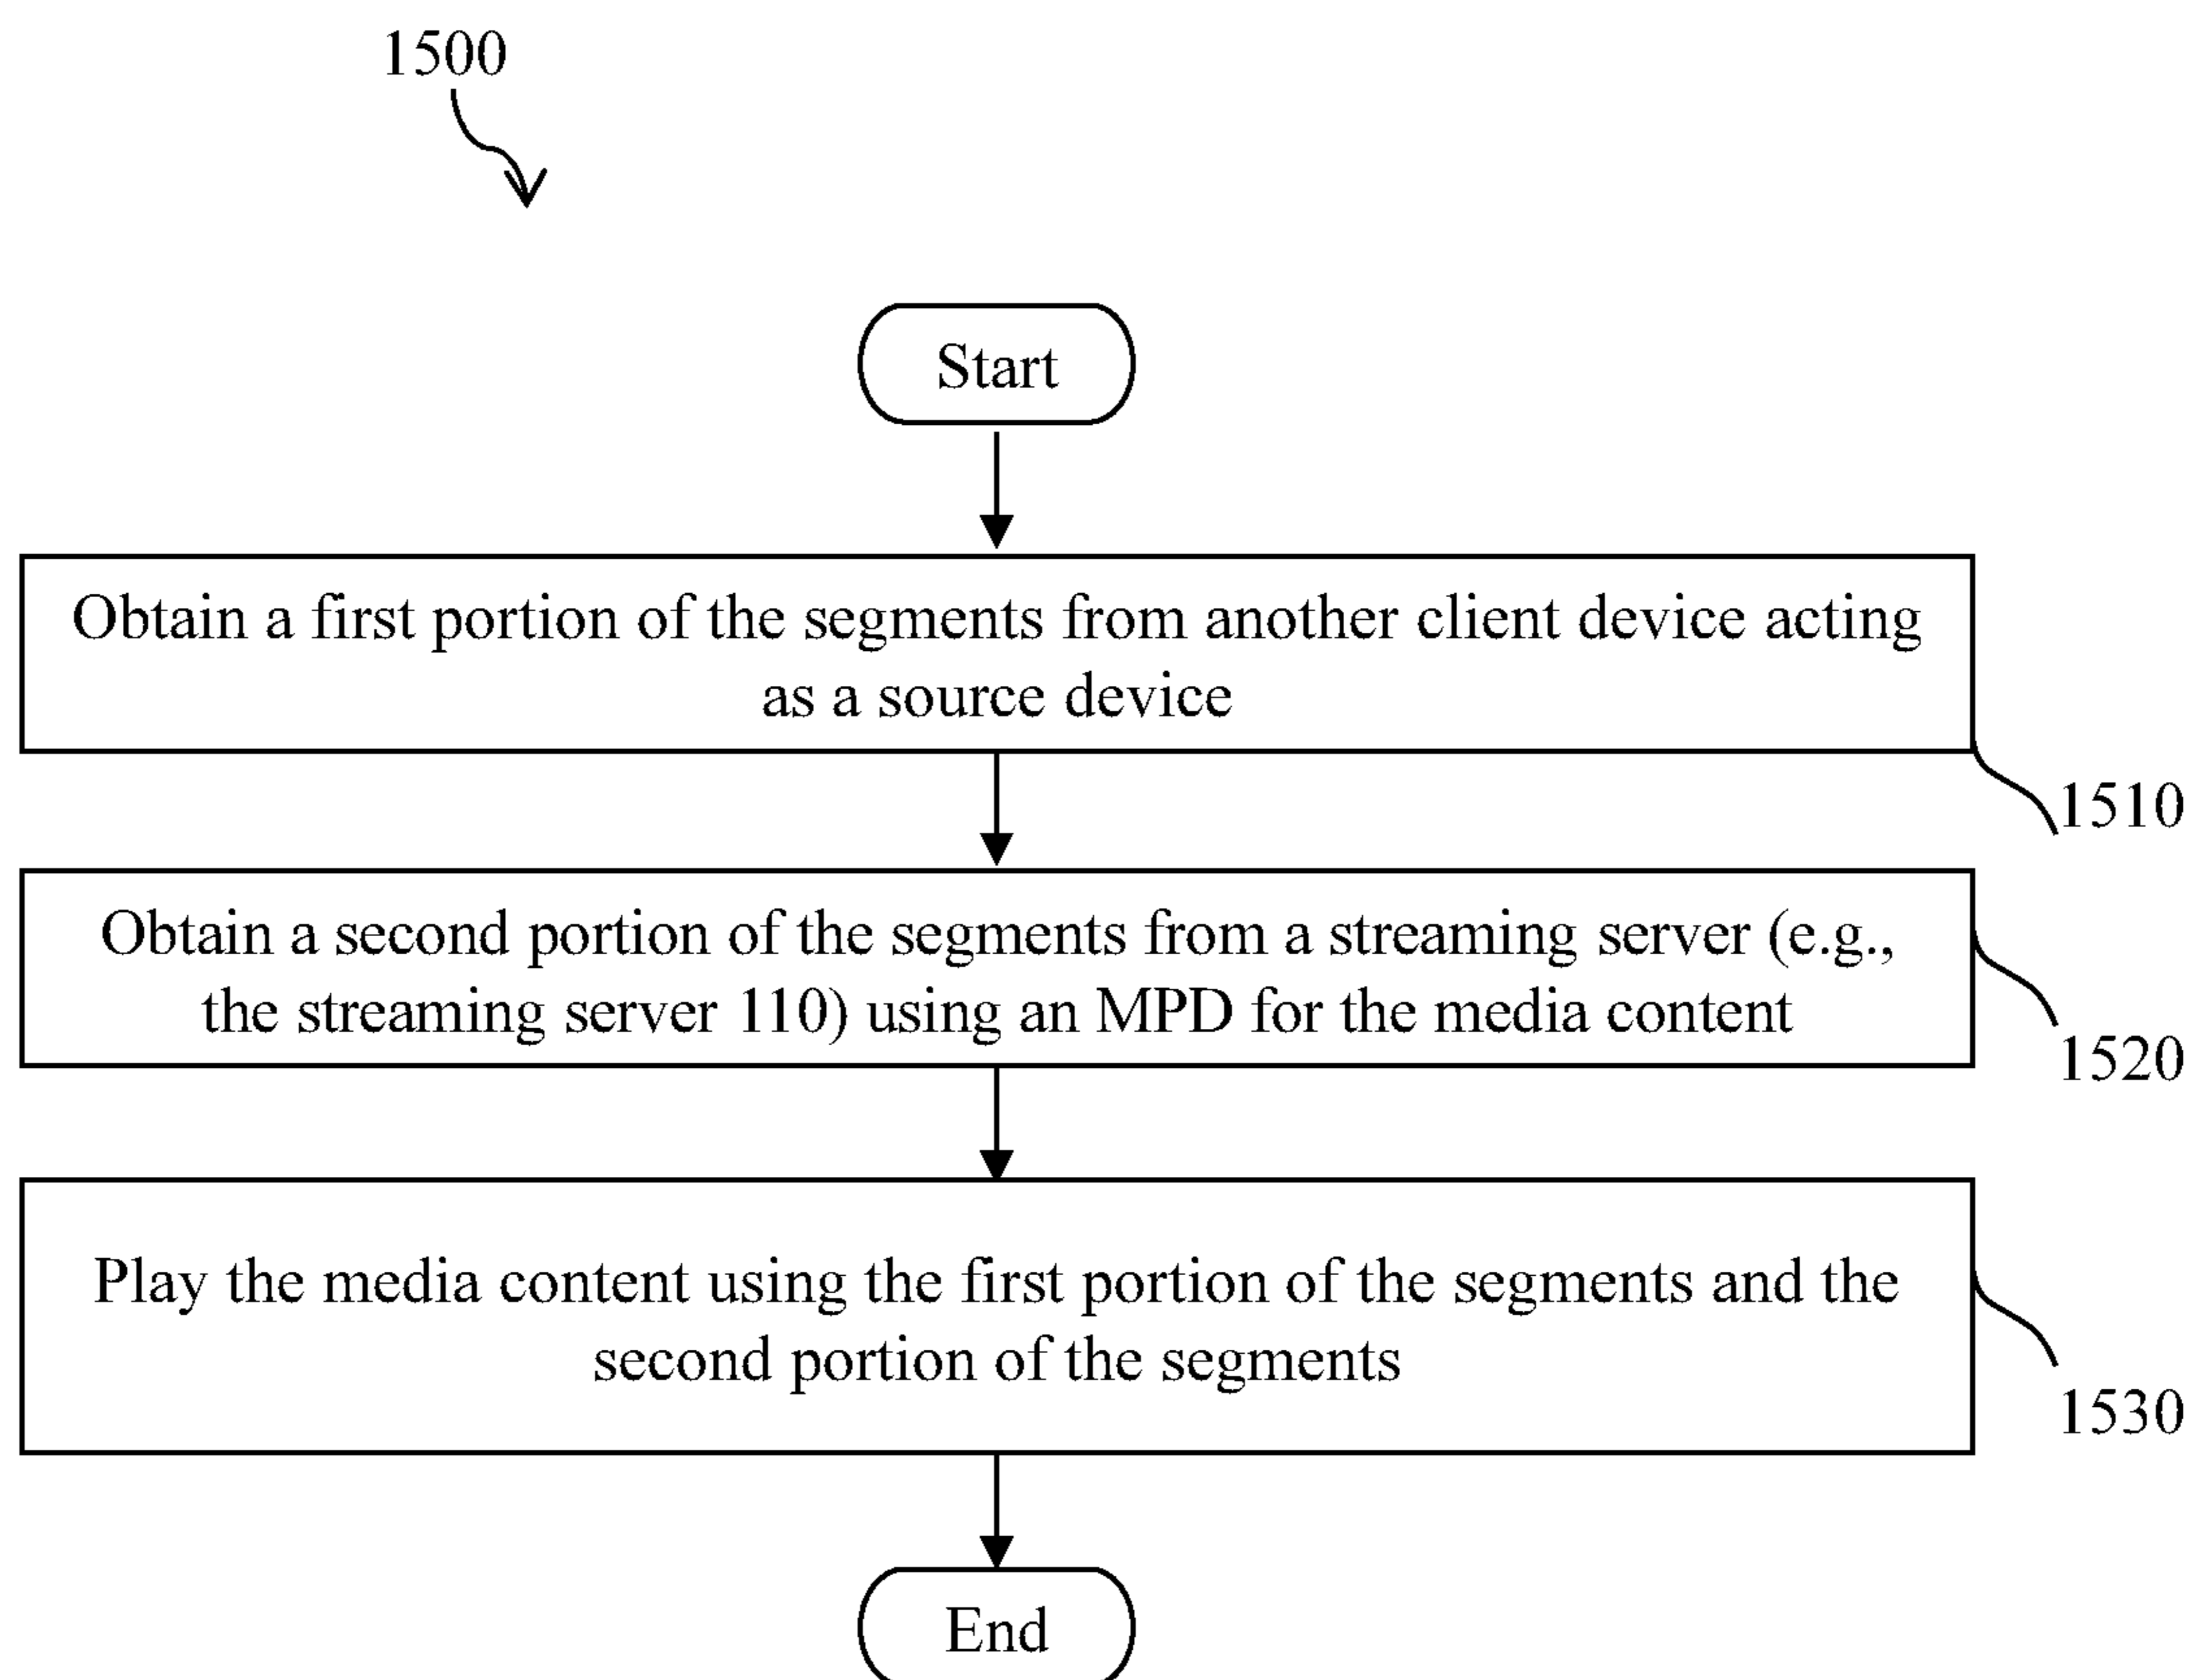 1500
Start
Obtain a first portion of the segments from another client device acting
as a source device
1510
Obtain a second portion of the segments from a streaming server (e.g.,
the streaming server 110) using an MPD for the media content
1520
Play the media content using the first portion of the segments and the
second portion of the segments
1530
End